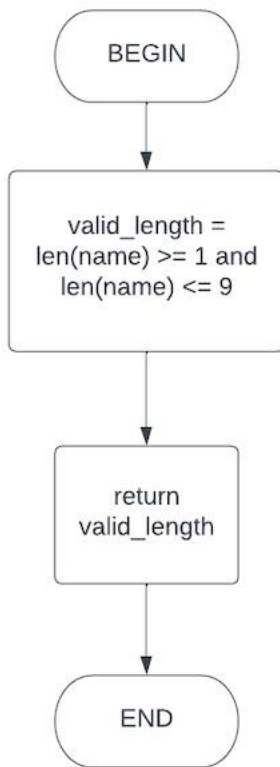 BEGIN
valid_length =
len(name) >= 1 and
len(name) <= 9
return
valid_length
END